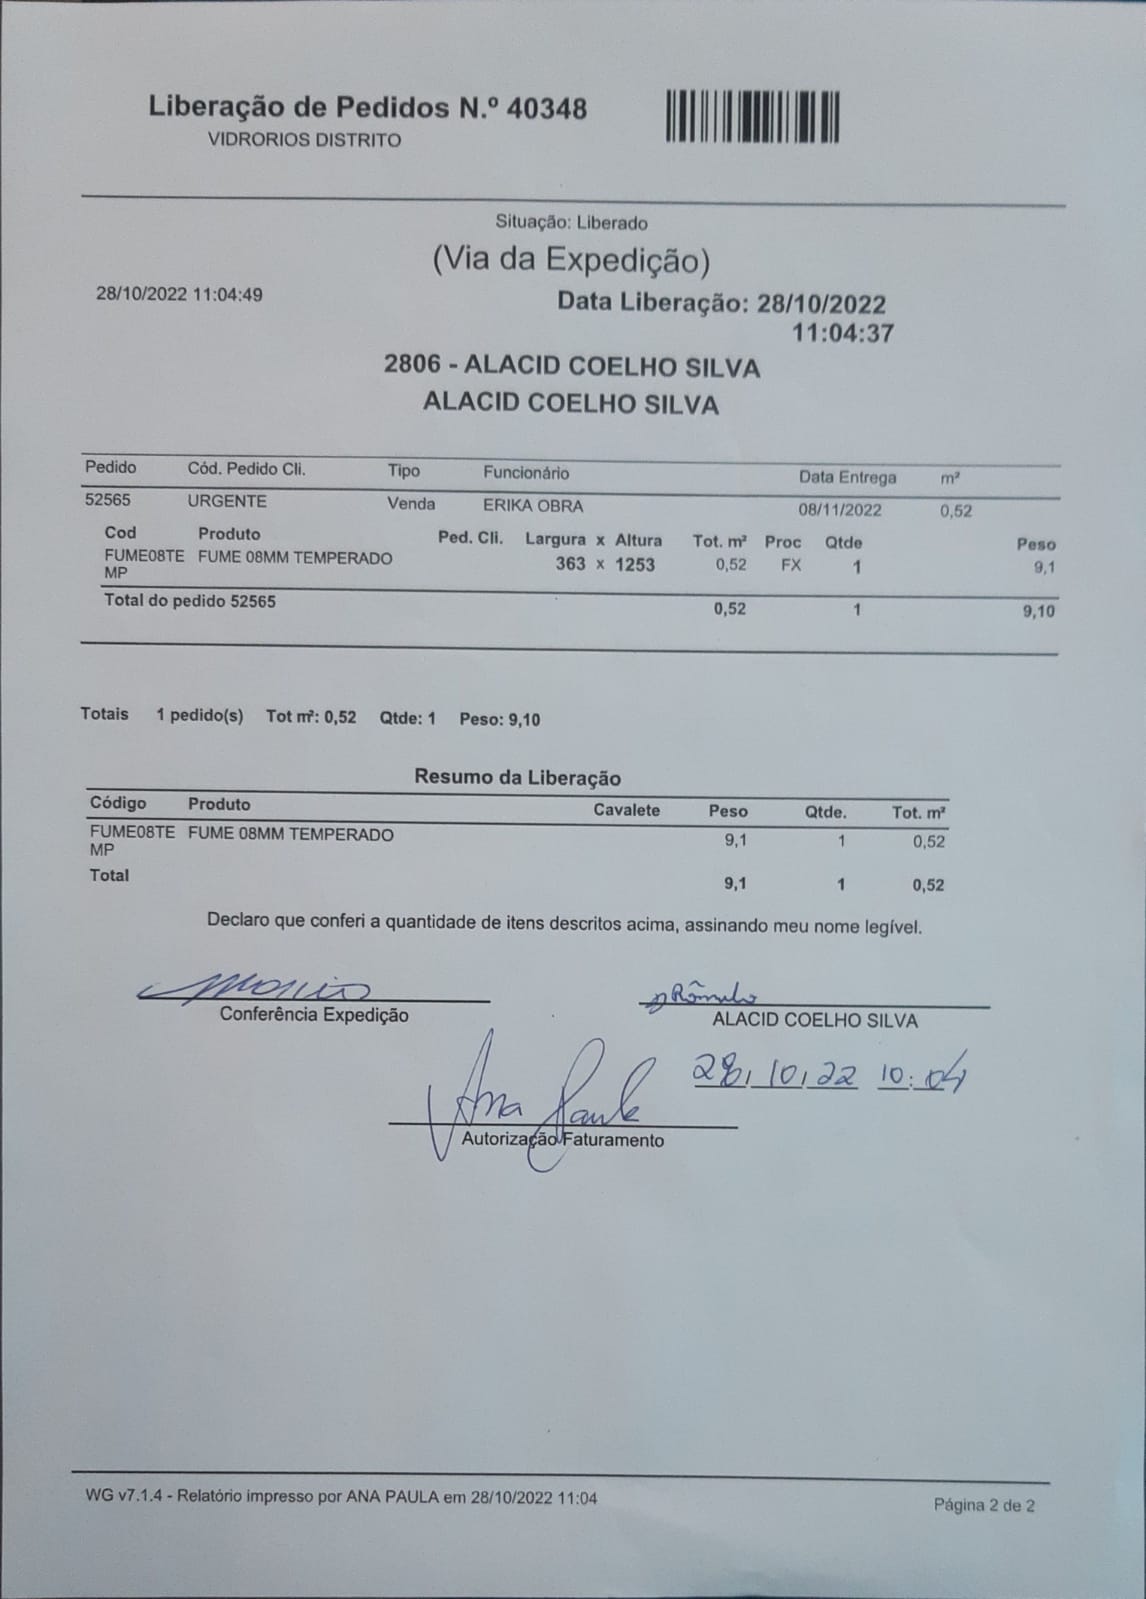 Liberação de Pedidos N.º 40348
VIDRORIOS DISTRITO
Situação: Liberado
(Via da Expedição)
28/10/2022 11:04:49
Data Liberação: 28/10/2022
11:04:37
2806 - ALACID COELHO SILVA
ALACID COELHO SILVA
Pedido Cód. Pedido Cli. Tipo Funcionário Data Entrega m²
52565 URGENTE Venda ERIKA OBRA 08/11/2022 0,52
Cod Produto Ped. Cli. Largura x Altura Tot. m² Proc Qtde Peso
FUME08TE FUME 08MM TEMPERADO 363 x 1253 0,52 FX 1 9,1
MP
Total do pedido 52565 0,52 1 9,10
Totais 1 pedido(s) Tot m²: 0,52 Qtde: 1 Peso: 9,10
Resumo da Liberação
Código Produto Cavalete Peso Qtde. Tot. m²
FUME08TE FUME 08MM TEMPERADO 9,1 1 0,52
MP
Total 9,1 1 0,52
Declaro que conferi a quantidade de itens descritos acima, assinando meu nome legível.
Rômulo
Conferência Expedição
ALACID COELHO SILVA
28/10/22 10:04
Ana Paula
Autorização Faturamento
WG v7.1.4 - Relatório impresso por ANA PAULA em 28/10/2022 11:04
Página 2 de 2